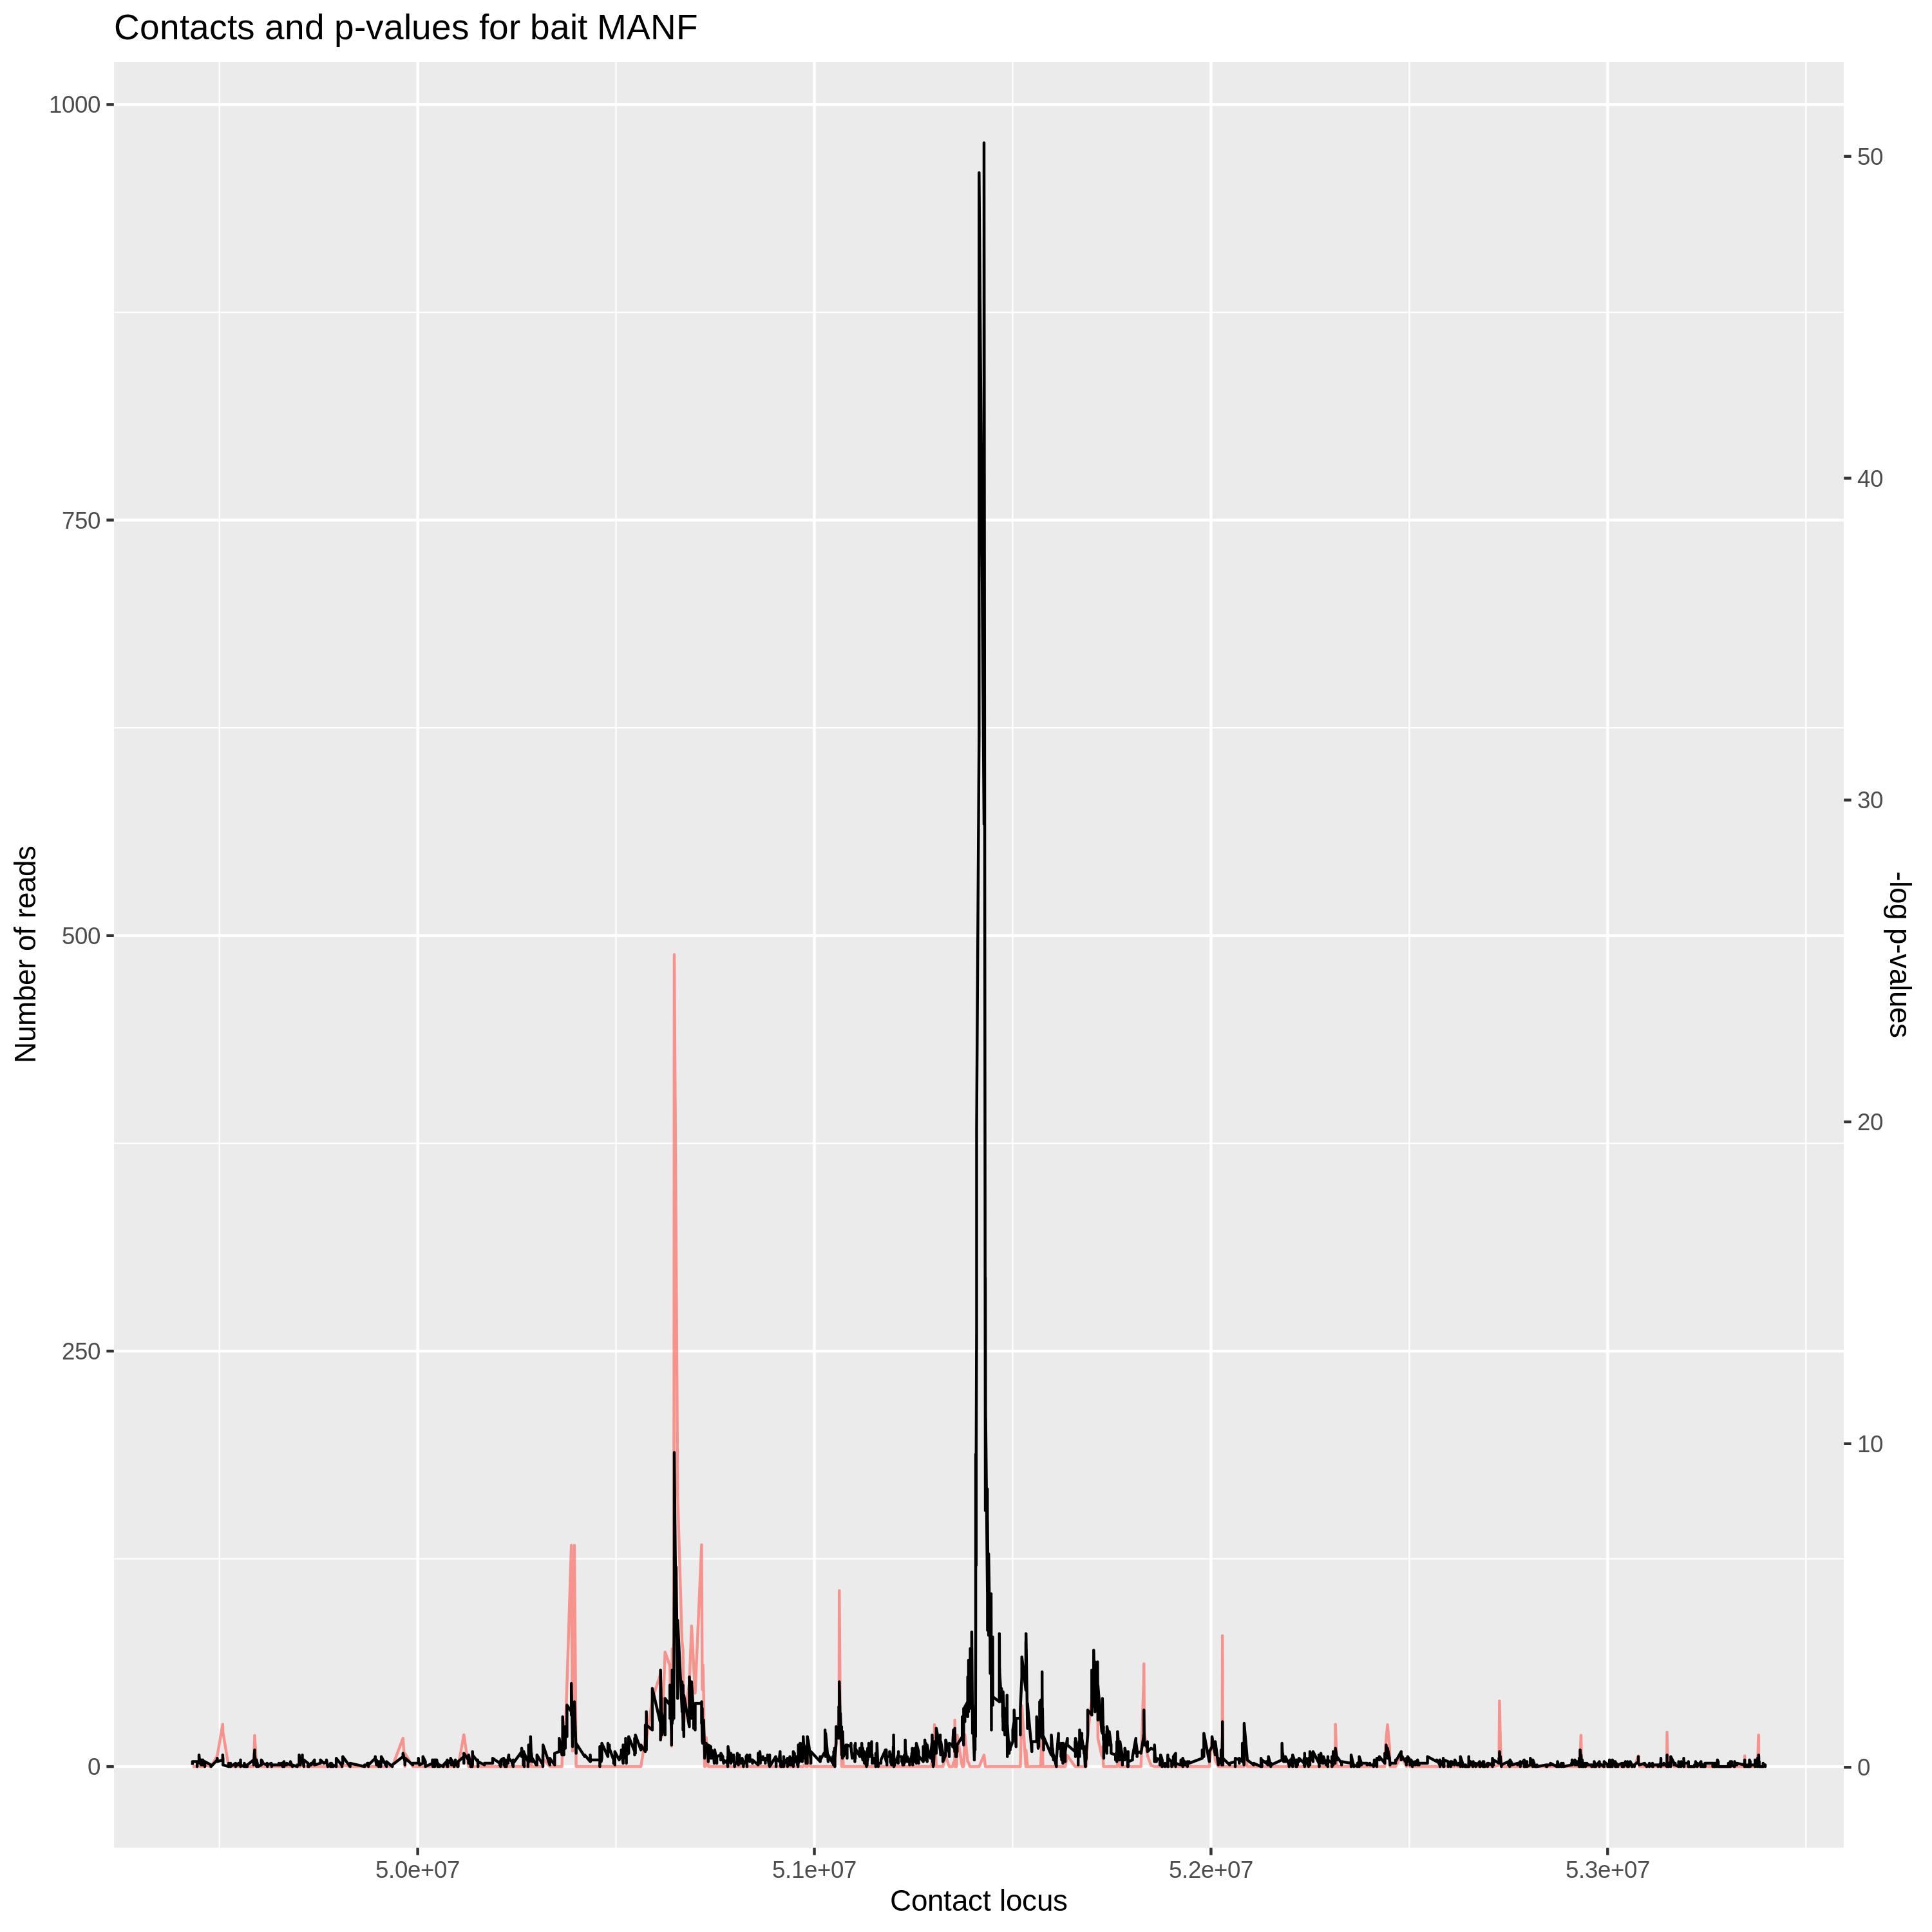 Contacts and p-values for bait MANF
1000
750
500
250
0
Number of reads
50
40
30
20
10
0
-log p-values
5.0e+07
5.1e+07
5.2e+07
5.3e+07
Contact locus